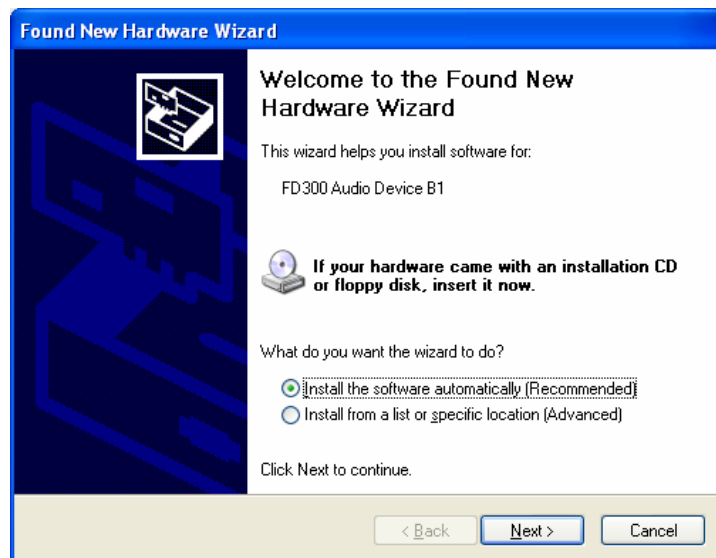 Found New Hardware Wizard
Welcome to the Found New
Hardware Wizard
This wizard helps you install software for:
FD300 Audio Device B1
If your hardware came with an installation CD
or floppy disk, insert it now.
What do you want the wizard to do?
Install the software automatically (Recommended)
Install from a list or specific location (Advanced)
Click Next to continue.
< Back
Next >
Cancel